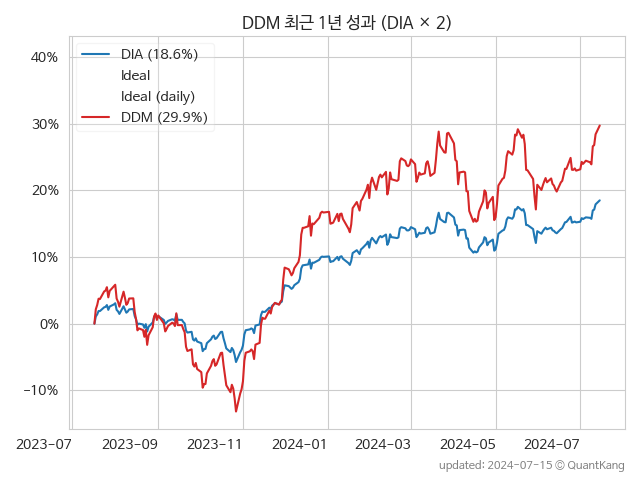 DDM 최근 1년 성과 (DIA × 2)
DIA (18.6%)
Ideal
Ideal (daily)
DDM (29.9%)
40%
30%
20%
10%
0%
−10%
2023−07 2023−09 2023−11 2024−01 2024−03 2024−05 2024−07
updated: 2024−07−15 © QuantKang